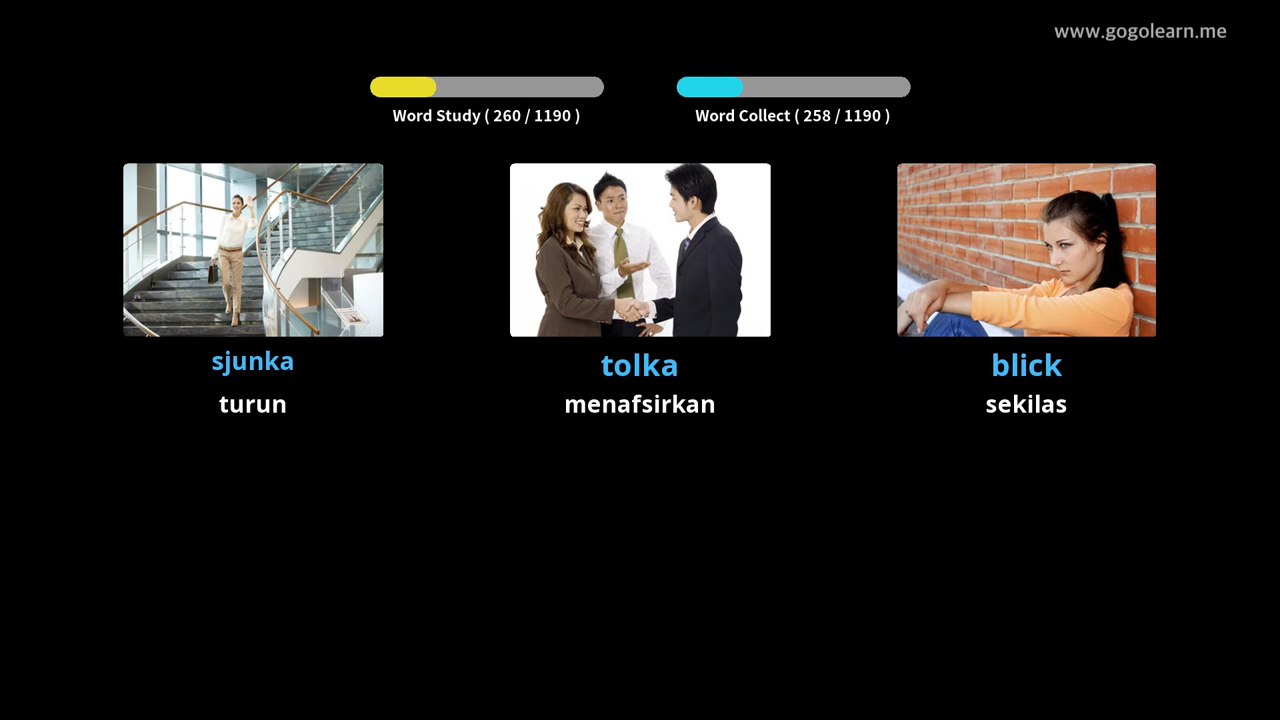 www.gogolearn.me
Word Study ( 260 / 1190 )
Word Collect ( 258 / 1190 )
sjunka
turun
tolka
menafsirkan
blick
sekilas